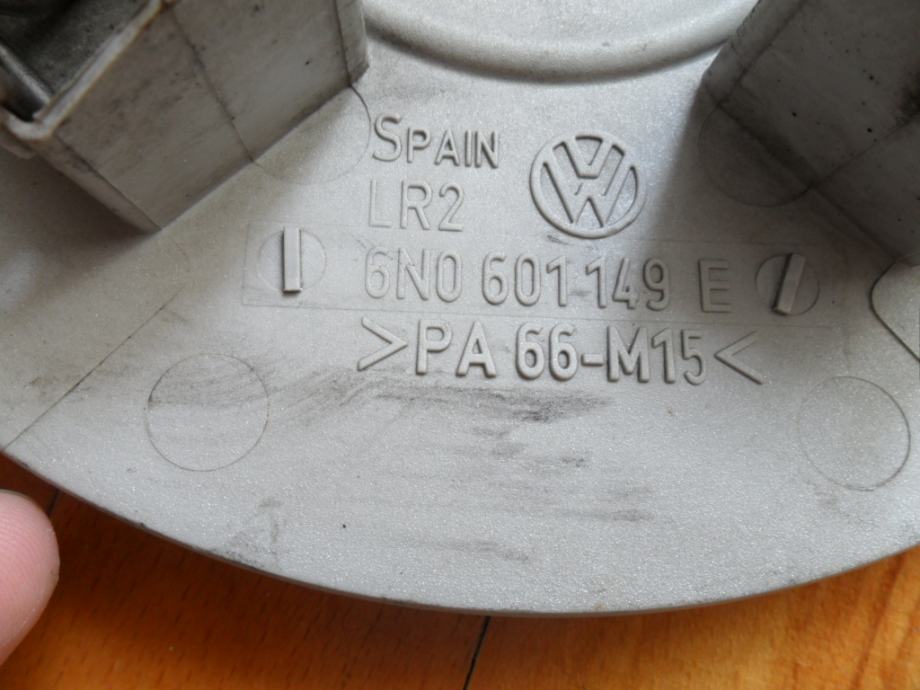 SPAIN
LR2
6N0 601 149 E
>PA 66-M15<